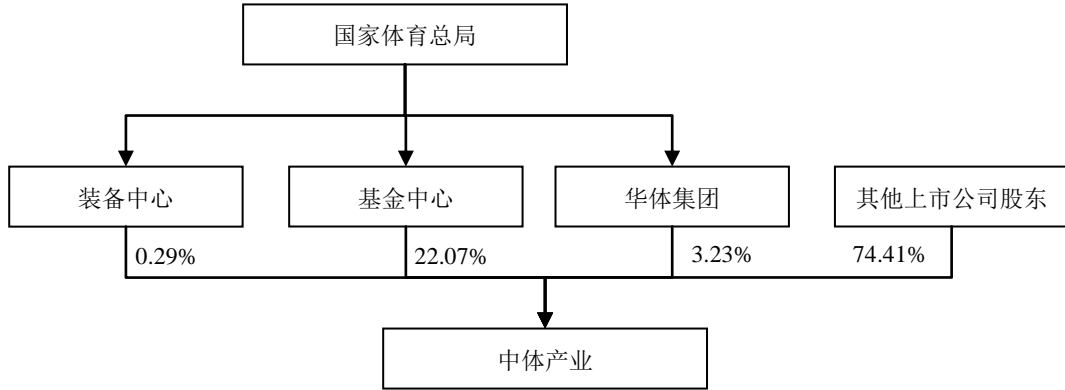 国家体育总局
装备中心
基金中心
华体集团
其他上市公司股东
0.29%
22.07%
3.23%
74.41%
中体产业